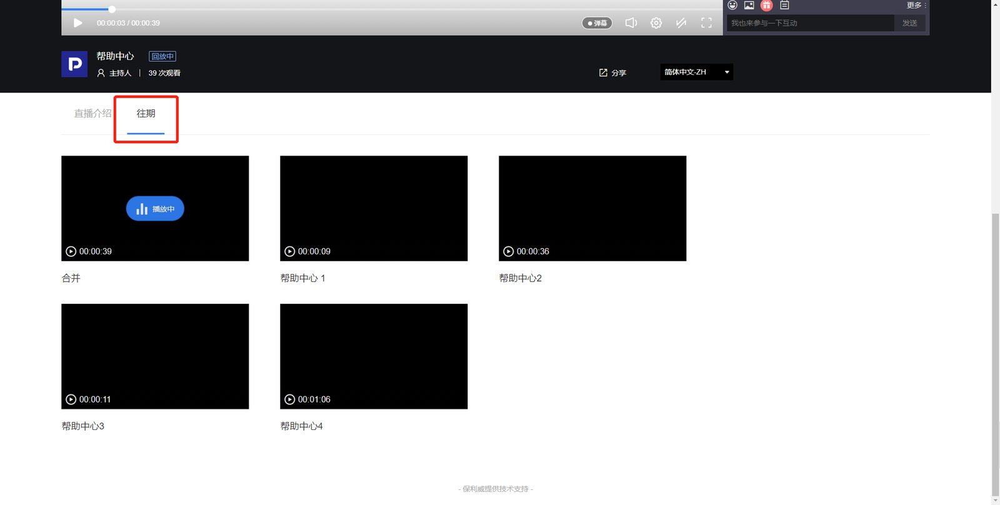 更多
00:00:03 / 00:00:39
弹幕
我也来参与一下互动
发送
帮助中心
回放中
主持人
39 次观看
分享
简体中文-ZH
直播介绍
往期
播放中
00:00:39
00:00:09
00:00:36
合并
帮助中心 1
帮助中心2
00:00:11
00:01:06
帮助中心3
帮助中心4
- 保利威提供技术支持 -